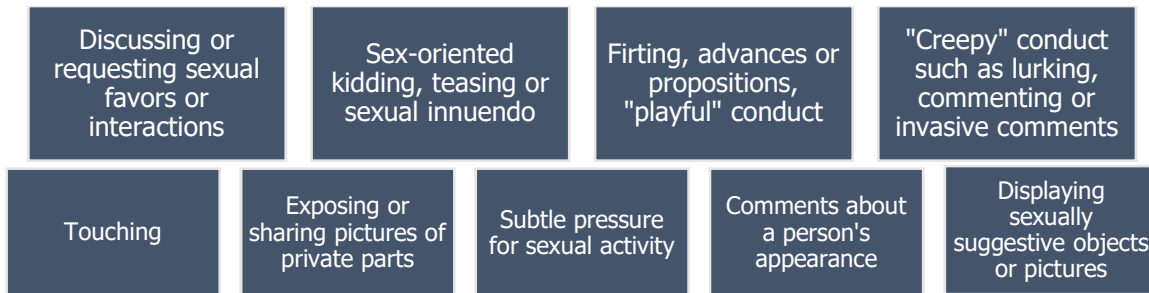 Discussing or
requesting sexual
favors or
interactions
Sex-oriented
kidding, teasing or
sexual innuendo
Firting, advances or
propositions,
"playful" conduct
"Creepy" conduct
such as lurking,
commenting or
invasive comments
Touching
Exposing or
sharing pictures of
private parts
Subtle pressure
for sexual activity
Comments about
a person's
appearance
Displaying
sexually
suggestive objects
or pictures